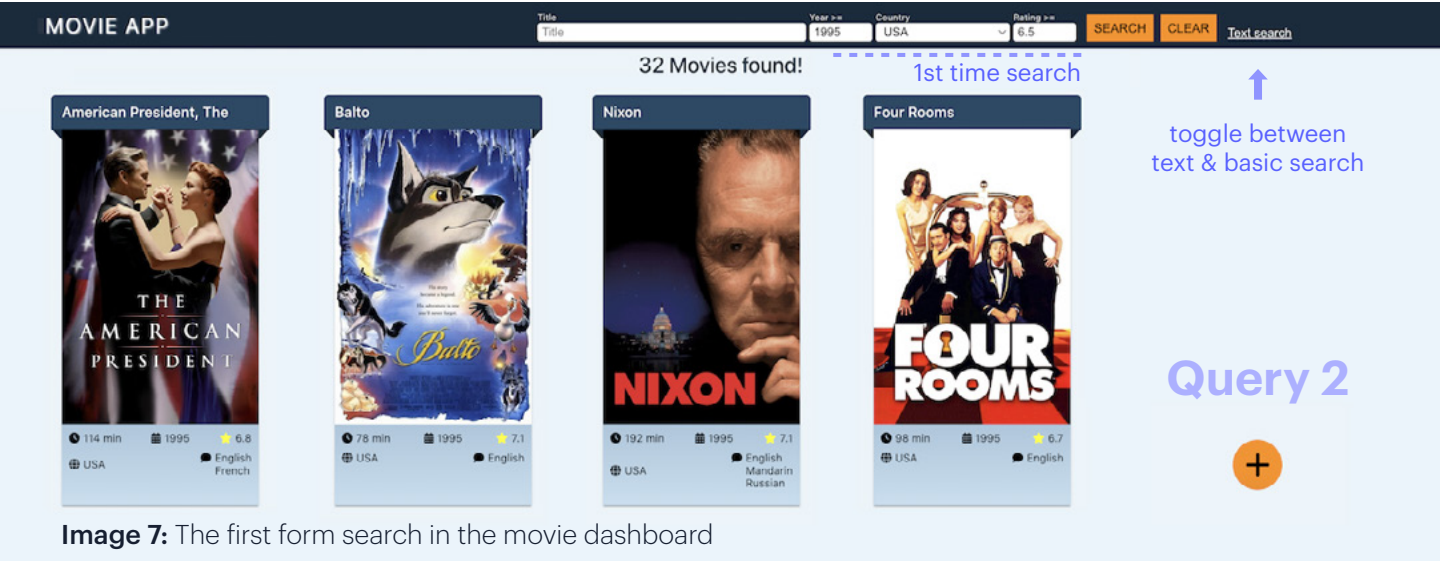 MOVIE APP
Title
Title
Year >=
1995
Country
USA
Rating >=
6.5
SEARCH
CLEAR
Text search
32 Movies found!
1st time search
toggle between
text & basic search
American President, The
THE
AMERICAN
PRESIDENT
114 min
1995
6.8
USA
English
French
Balto
Balto
78 min
1995
7.1
USA
English
Nixon
NIXON
192 min
1995
7.1
USA
English
Mandarin
Russian
Four Rooms
FOUR
ROOMS
98 min
1995
6.7
USA
English
Query 2
+
Image 7: The first form search in the movie dashboard